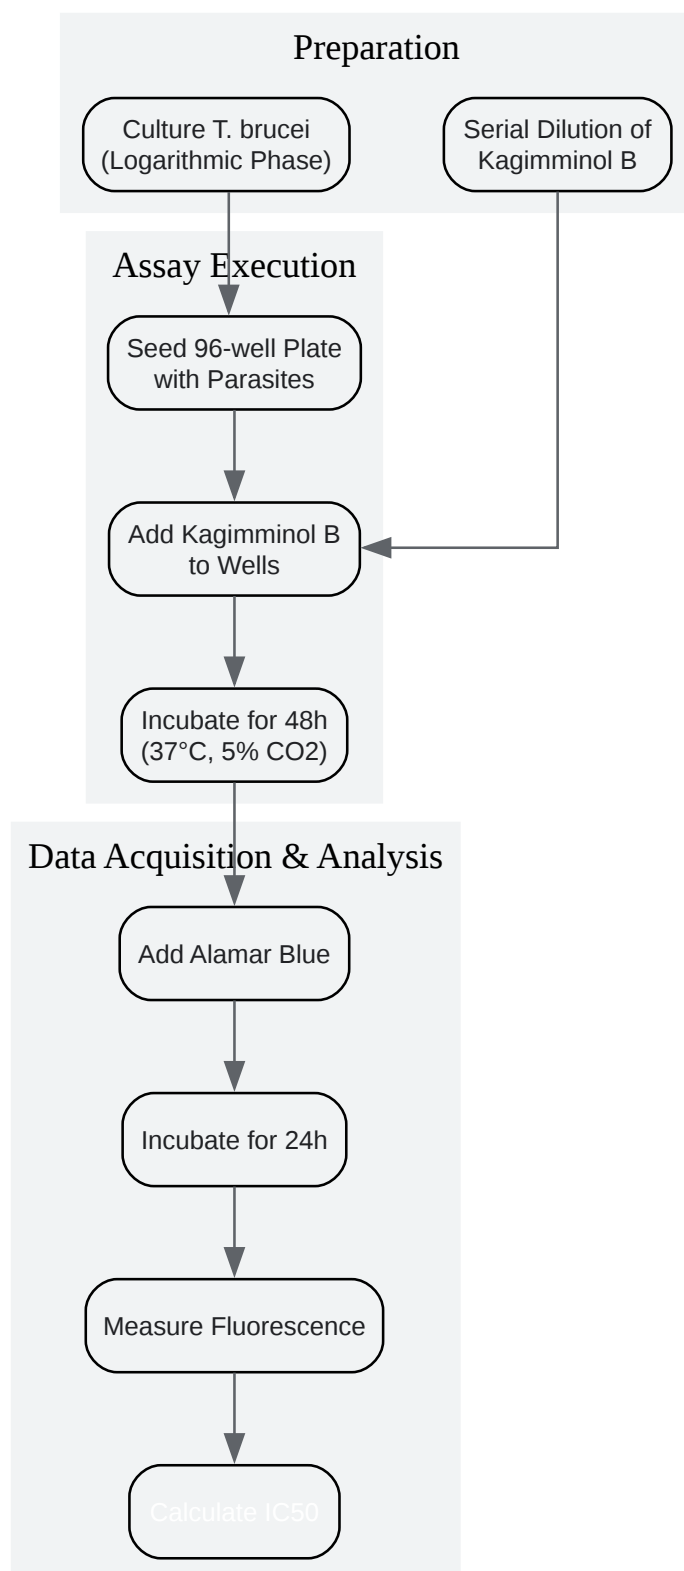 Preparation
Culture T. brucei
(Logarithmic Phase)
Serial Dilution of
Kagimminol B
Assay Execution
Seed 96-well Plate
with Parasites
Add Kagimminol B
to Wells
Incubate for 48h
(37°C, 5% CO2)
Data Acquisition & Analysis
Add Alamar Blue
Incubate for 24h
Measure Fluorescence
Calculate IC50